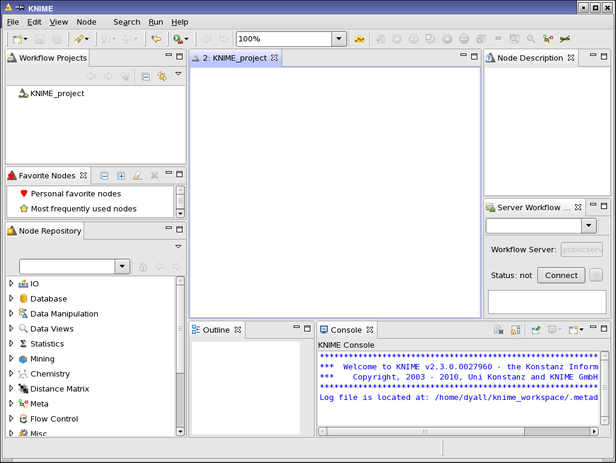 KNIME
File Edit View Node Search Run Help
100%
Workflow Projects
KNIME_project
Favorite Nodes
Personal favorite nodes
Most frequently used nodes
Node Repository
IO
Database
Data Manipulation
Data Views
Statistics
Mining
Chemistry
Distance Matrix
Meta
Flow Control
Misc
2: KNIME_project
Outline
Console
KNIME Console
*** Welcome to KNIME v2.3.0.0027960 - the Konstanz Inform
*** Copyright, 2003 - 2010, Uni Konstanz and KNIME GmbH
Log file is located at: /home/dyall/knime_workspace/.metad
Node Description
Server Workflow ...
Workflow Server: publicserv
Status: not Connect